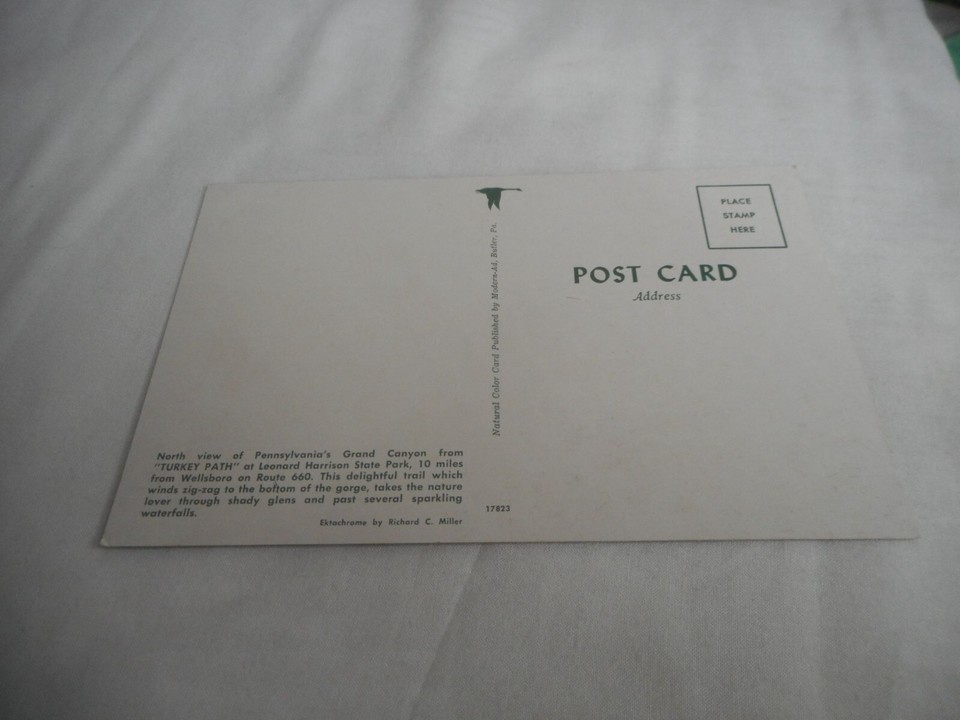 PLACE
STAMP
HERE
POST CARD
Address
Natural Color Card Published by Modern-Ad, Butler, Pa.
North view of Pennsylvania's Grand Canyon from
"TURKEY PATH" at Leonard Harrison State Park, 10 miles
from Wellsboro on Route 660. This delightful trail which
winds zig-zag to the bottom of the gorge, takes the nature
lover through shady glens and past several sparkling
waterfalls.
Ektachrome by Richard C. Miller
17823